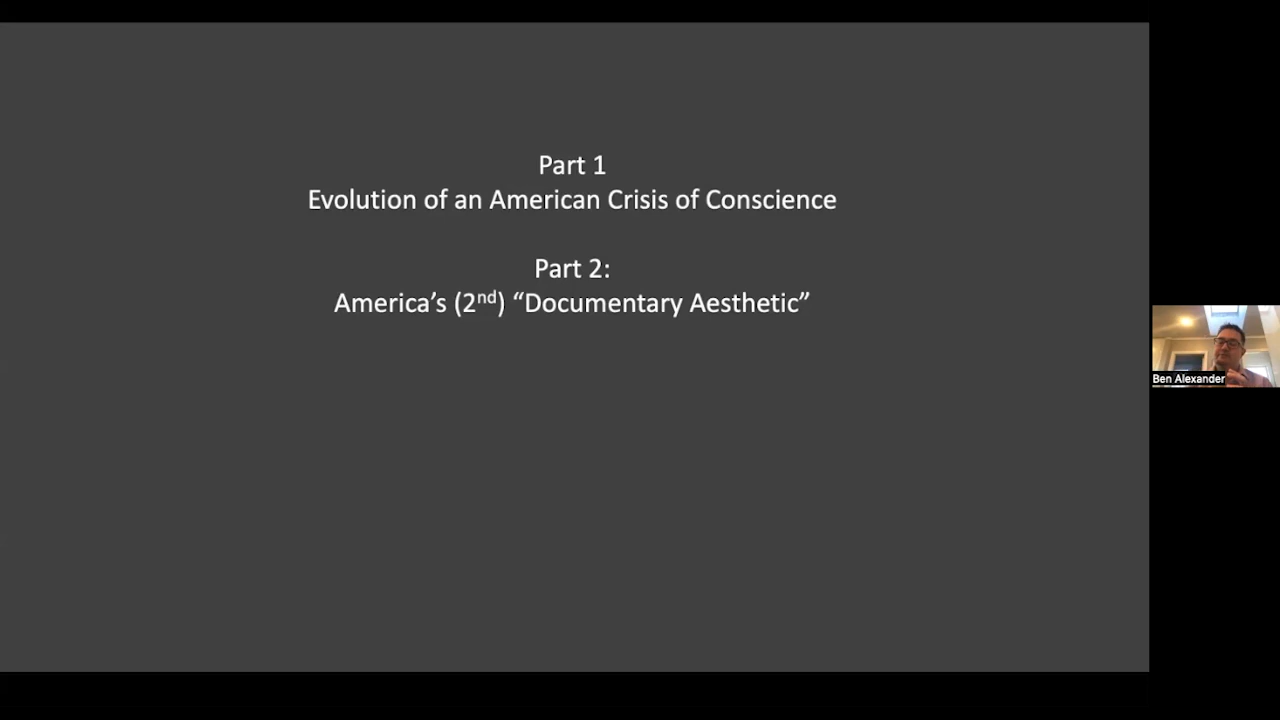 Part 1
Evolution of an American Crisis of Conscience
Part 2:
America’s (2nd) “Documentary Aesthetic”
Ben Alexander